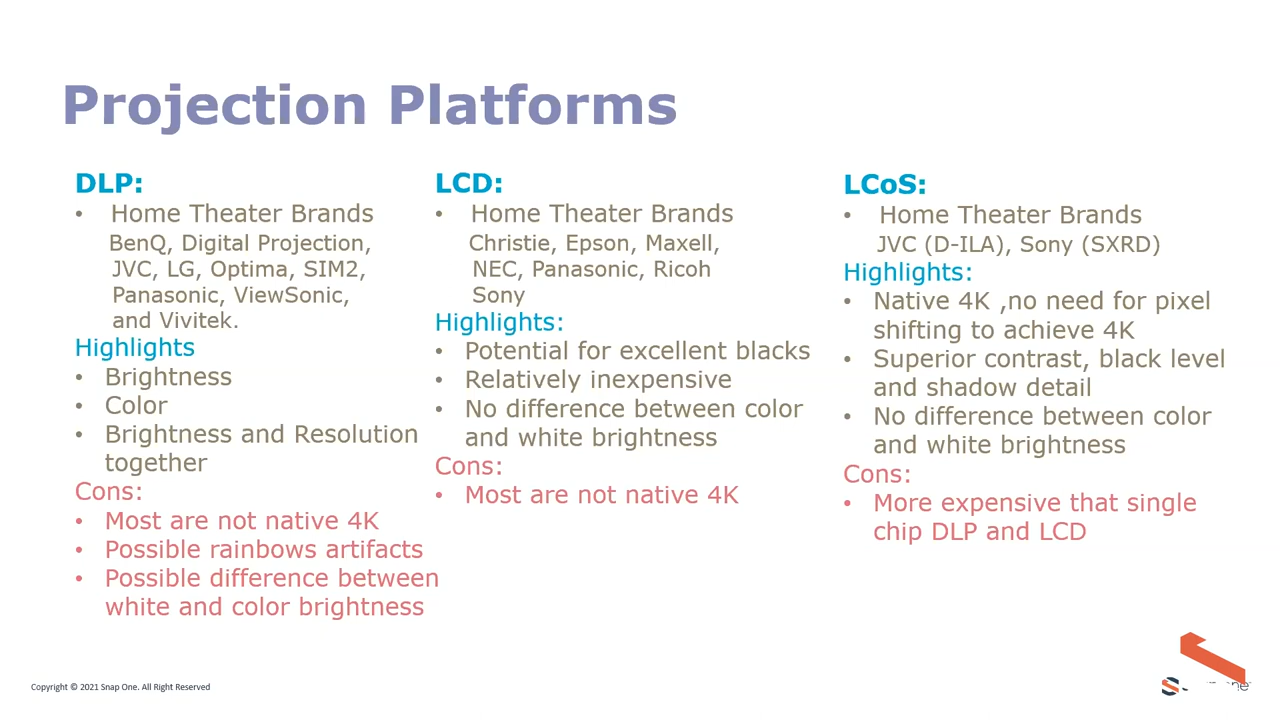 Projection Platforms
DLP:
• Home Theater Brands
BenQ, Digital Projection,
JVC, LG, Optima, SIM2,
Panasonic, ViewSonic,
and Vivitek.
Highlights
• Brightness
• Color
• Brightness and Resolution
together
Cons:
• Most are not native 4K
• Possible rainbows artifacts
• Possible difference between
white and color brightness
LCD:
• Home Theater Brands
Christie, Epson, Maxell,
NEC, Panasonic, Ricoh
Sony
Highlights:
• Potential for excellent blacks
• Relatively inexpensive
• No difference between color
and white brightness
Cons:
• Most are not native 4K
LCoS:
• Home Theater Brands
JVC (D-ILA), Sony (SXRD)
Highlights:
• Native 4K ,no need for pixel
shifting to achieve 4K
• Superior contrast, black level
and shadow detail
• No difference between color
and white brightness
Cons:
• More expensive that single
chip DLP and LCD
Copyright © 2021 Snap One. All Right Reserved